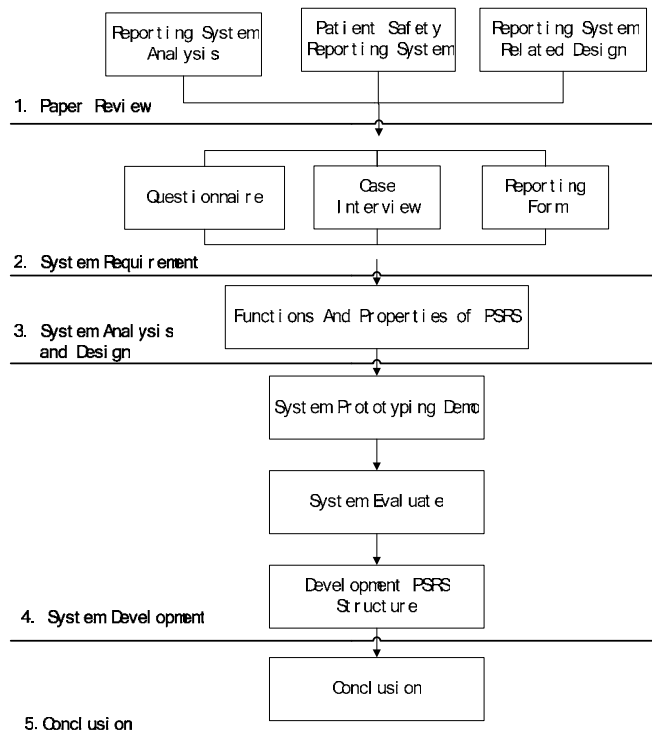 Reporting System
Analysis
Patient Safety
Reporting System
Reporting System
Related Design
1. Paper Review
Questionnaire
Case
Interview
Reporting
Form
2. System Requirement
Functions And Properties of PSRS
3. System Analysis
and Design
System Prototyping Demo
System Evaluate
Development PSRS
Structure
4. System Development
Conclusion
5. Conclusion